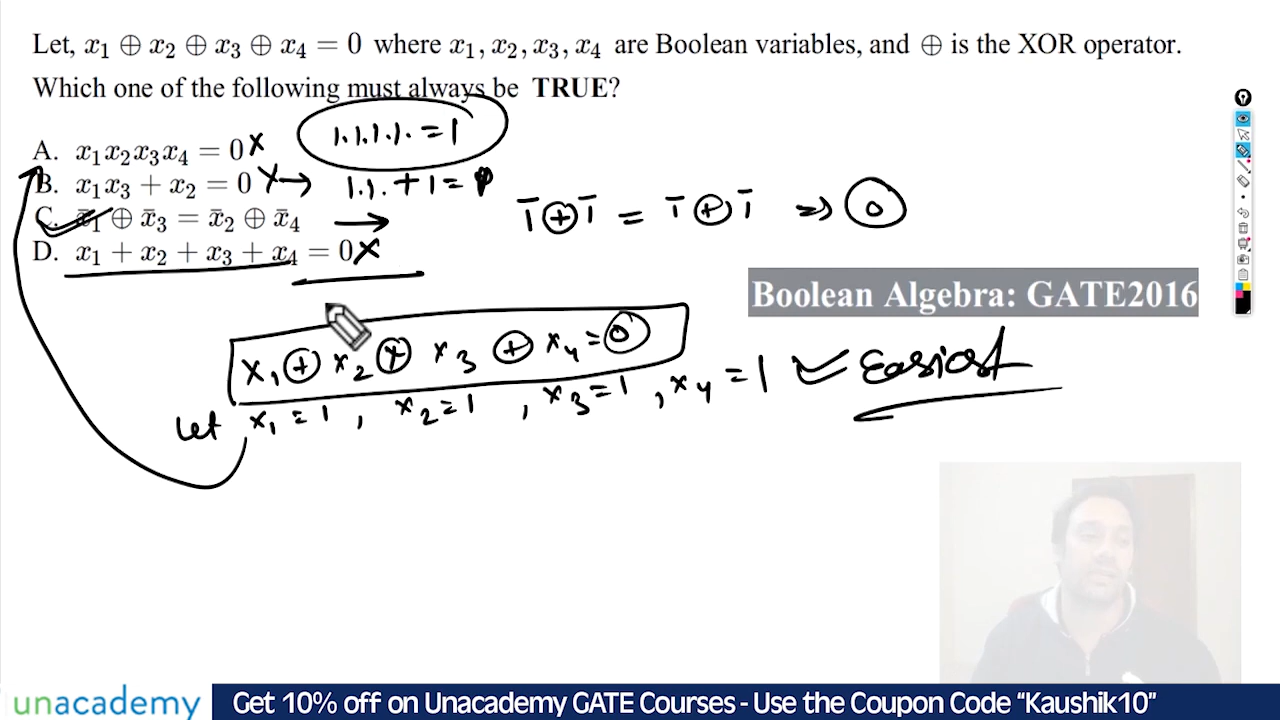 Let, x₁ ⊕ x₂ ⊕ x₃ ⊕ x₄ = 0 where x₁, x₂, x₃, x₄ are Boolean variables, and ⊕ is the XOR operator.
Which one of the following must always be TRUE?
A. x₁x₂x₃x₄ = 0 X
1.1.1.1. = 1
B. x₁x₃ + x₂ = 0 X → 1.1. + 1 =
C. x̄₁ ⊕ x̄₃ = x̄₂ ⊕ x̄₄ →
1̄ ⊕ 1̄ = 1̄ ⊕ 1̄ ⇒ 0
D. x₁ + x₂ + x₃ + x₄ = 0 X
Boolean Algebra: GATE2016
x₁ ⊕ x₂ ⊕ x₃ ⊕ x₄ = 0
Let x₁ = 1, x₂ = 1, x₃ = 1, x₄ = 1 Easiest
unacademy
Get 10% off on Unacademy GATE Courses - Use the Coupon Code “Kaushik10”